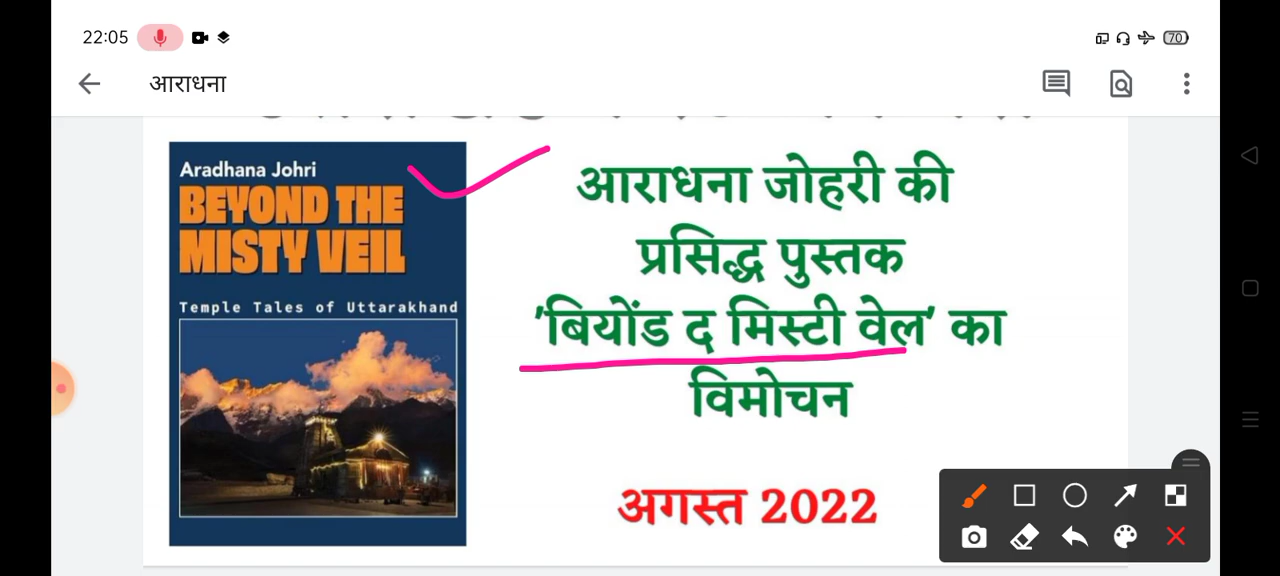 22:05
70
आराधना
Aradhana Johri
BEYOND THE
MISTY VEIL
Temple Tales of Uttarakhand
आराधना जोहरी की
प्रसिद्ध पुस्तक
'बियोंड द मिस्टी वेल' का
विमोचन
अगस्त 2022